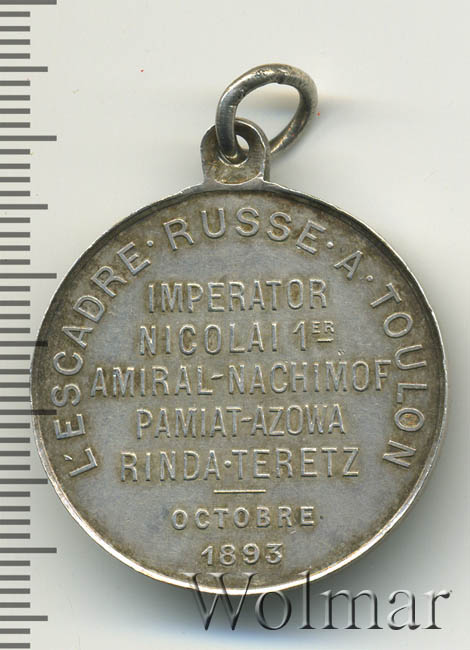 L'ESCADRE·RUSSE·A·TOULON
IMPERATOR
NICOLAI 1ER
AMIRAL-NACHIMOF
PAMIAT-AZOWA
RINDA·TERETZ
OCTOBRE
1893
Wolmar